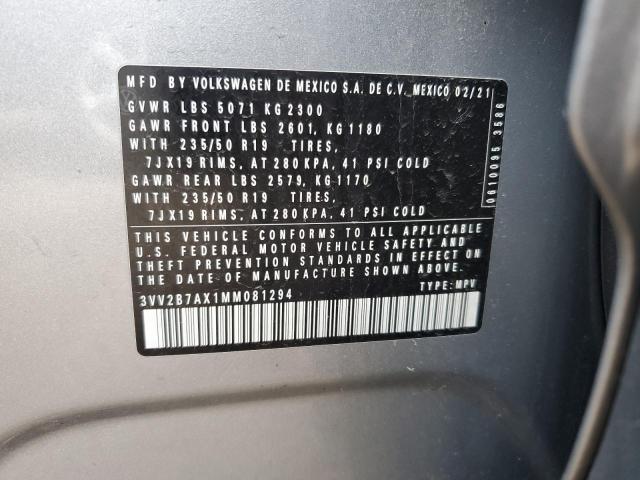 MFD BY VOLKSWAGEN DE MEXICO S.A. DE C.V. MEXICO 02/21
GVWR LBS 5071 KG 2300
GAWR FRONT LBS 2601, KG 1180
WITH 235/50 R19 TIRES,
7JX19 RIMS, AT 280 KPA, 41 PSI COLD
GAWR REAR LBS 2579, KG 1170
WITH 235/50 R19 TIRES,
7JX19 RIMS, AT 280 KPA, 41 PSI COLD
THIS VEHICLE CONFORMS TO ALL APPLICABLE
U.S. FEDERAL MOTOR VEHICLE SAFETY AND
THEFT PREVENTION STANDARDS IN EFFECT ON
THE DATE OF MANUFACTURE SHOWN ABOVE.
3VV2B7AX1MM081294 TYPE: MPV
0610095 3586